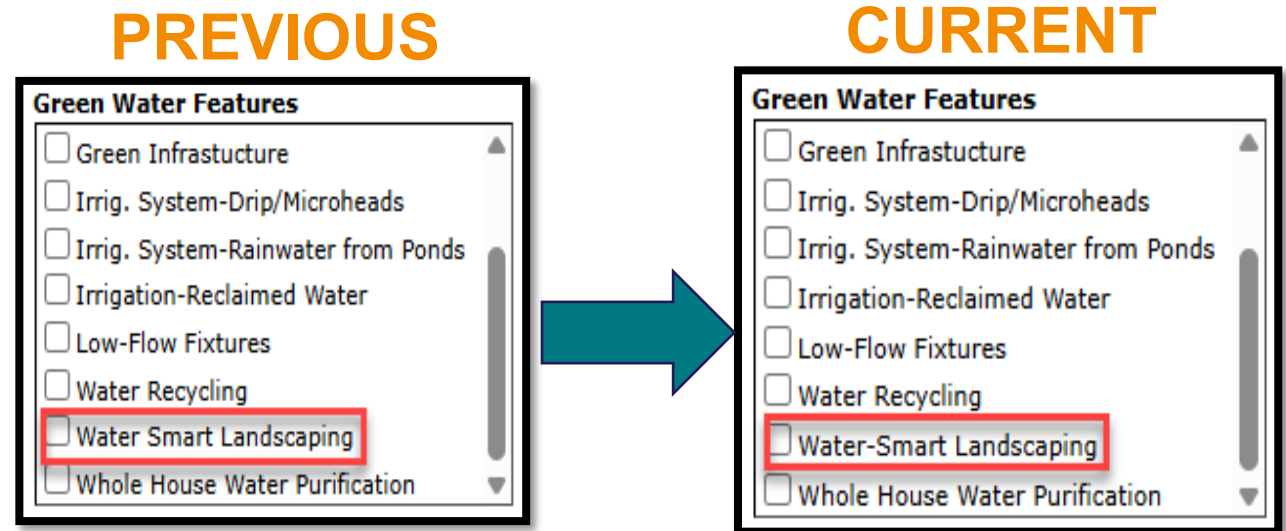 PREVIOUS
Green Water Features
Green Infrastucture
Irrig. System-Drip/Microheads
Irrig. System-Rainwater from Ponds
Irrigation-Reclaimed Water
Low-Flow Fixtures
Water Recycling
Water Smart Landscaping
Whole House Water Purification
CURRENT
Green Water Features
Green Infrastucture
Irrig. System-Drip/Microheads
Irrig. System-Rainwater from Ponds
Irrigation-Reclaimed Water
Low-Flow Fixtures
Water Recycling
Water-Smart Landscaping
Whole House Water Purification